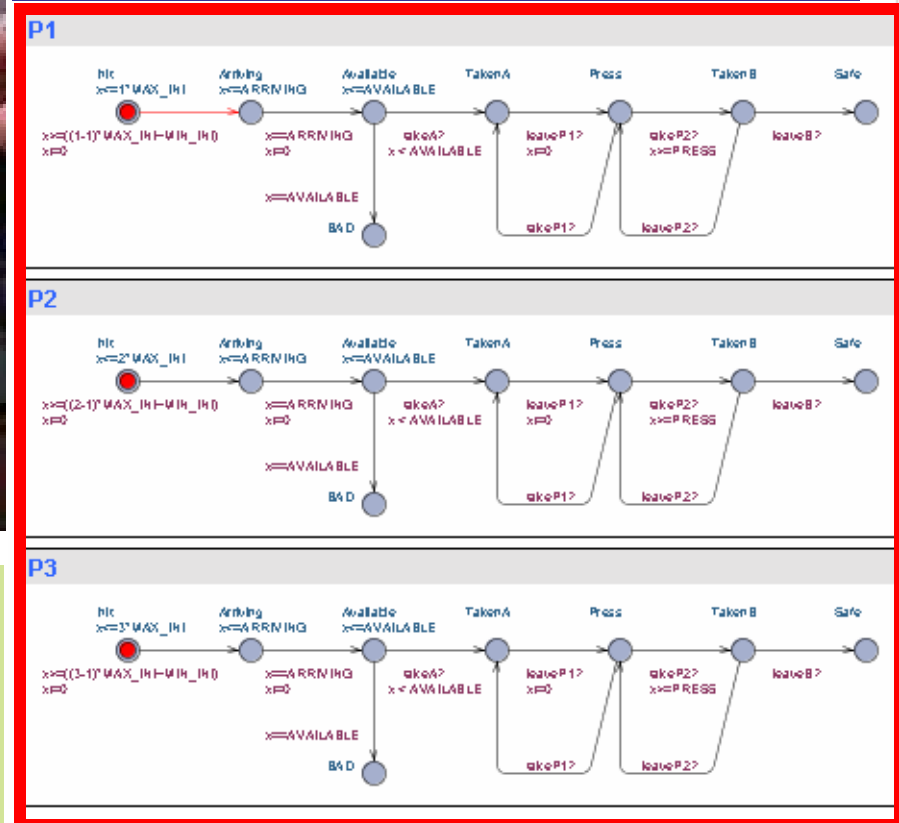 P1
Init Arriving Available TakenA Press TakenB Safe
x<=1*MAX_INI x<=ARRIVING x<=AVAILABLE
x>=((1-1)*MAX_INI+MIN_INI) x==ARRIVING takeA? leaveP1? takeP2? leaveB?
x=0 x=0 x < AVAILABLE x=0 x>=PRESS
x==AVAILABLE
BAD takeP1? leaveP2?
P2
Init Arriving Available TakenA Press TakenB Safe
x<=2*MAX_INI x<=ARRIVING x<=AVAILABLE
x>=((2-1)*MAX_INI+MIN_INI) x==ARRIVING takeA? leaveP1? takeP2? leaveB?
x=0 x=0 x < AVAILABLE x=0 x>=PRESS
x==AVAILABLE
BAD takeP1? leaveP2?
P3
Init Arriving Available TakenA Press TakenB Safe
x<=3*MAX_INI x<=ARRIVING x<=AVAILABLE
x>=((3-1)*MAX_INI+MIN_INI) x==ARRIVING takeA? leaveP1? takeP2? leaveB?
x=0 x=0 x < AVAILABLE x=0 x>=PRESS
x==AVAILABLE
BAD takeP1? leaveP2?